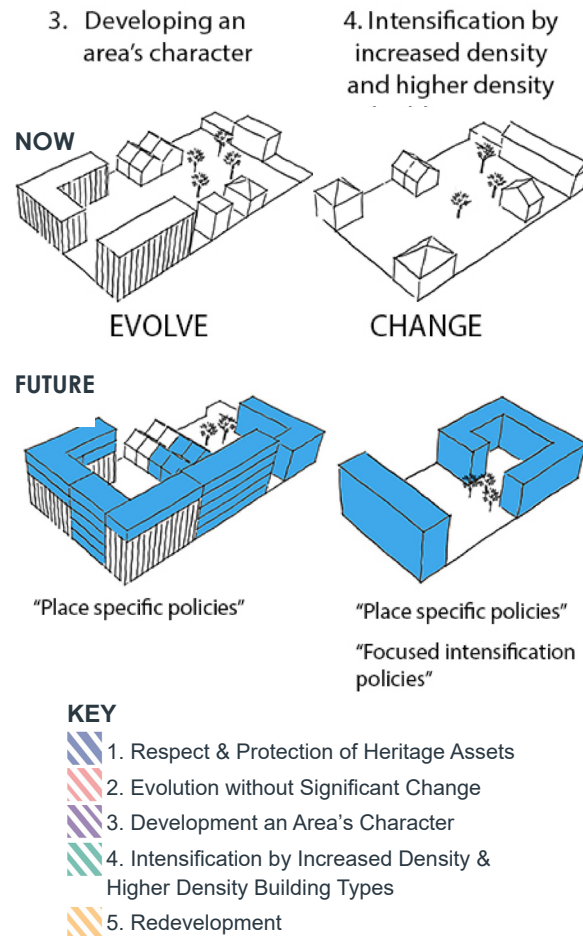 3. Developing an
area's character
4. Intensification by
increased density
and higher density
NOW
EVOLVE
CHANGE
FUTURE
"Place specific policies"
"Place specific policies"
"Focused intensification
policies"
KEY
1. Respect & Protection of Heritage Assets
2. Evolution without Significant Change
3. Development an Area's Character
4. Intensification by Increased Density &
Higher Density Building Types
5. Redevelopment